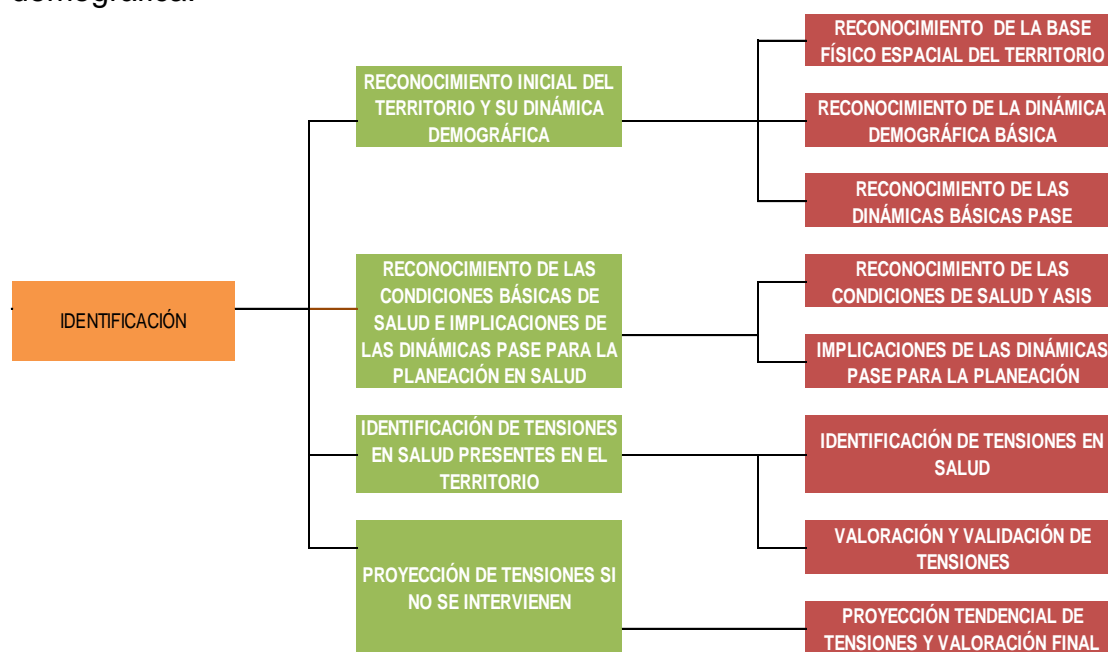 demográfica.
IDENTIFICACIÓN
RECONOCIMIENTO INICIAL DEL
TERRITORIO Y SU DINÁMICA
DEMOGRÁFICA
RECONOCIMIENTO DE LA BASE
FÍSICO ESPACIAL DEL TERRITORIO
RECONOCIMIENTO DE LA DINÁMICA
DEMOGRÁFICA BÁSICA
RECONOCIMIENTO DE LAS
DINÁMICAS BÁSICAS PASE
RECONOCIMIENTO DE LAS
CONDICIONES BÁSICAS DE
SALUD E IMPLICACIONES DE
LAS DINÁMICAS PASE PARA LA
PLANEACIÓN EN SALUD
RECONOCIMIENTO DE LAS
CONDICIONES DE SALUD Y ASIS
IMPLICACIONES DE LAS DINÁMICAS
PASE PARA LA PLANEACIÓN
IDENTIFICACIÓN DE TENSIONES
EN SALUD PRESENTES EN EL
TERRITORIO
IDENTIFICACIÓN DE TENSIONES EN
SALUD
VALORACIÓN Y VALIDACIÓN DE
TENSIONES
PROYECCIÓN DE TENSIONES SI
NO SE INTERVIENEN
PROYECCIÓN TENDENCIAL DE
TENSIONES Y VALORACIÓN FINAL